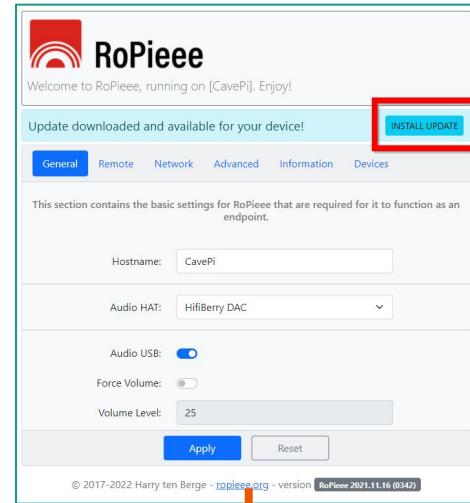 RoPieee
Welcome to RoPieee, running on [CavePi]. Enjoy!
Update downloaded and available for your device!
INSTALL UPDATE
General Remote Network Advanced Information Devices
This section contains the basic settings for RoPieee that are required for it to function as an
endpoint.
Hostname: CavePi
Audio HAT: HifiBerry DAC
Audio USB:
Force Volume:
Volume Level: 25
Apply Reset
© 2017-2022 Harry ten Berge - ropieee.org - version RoPieee 2021.11.16 (0342)